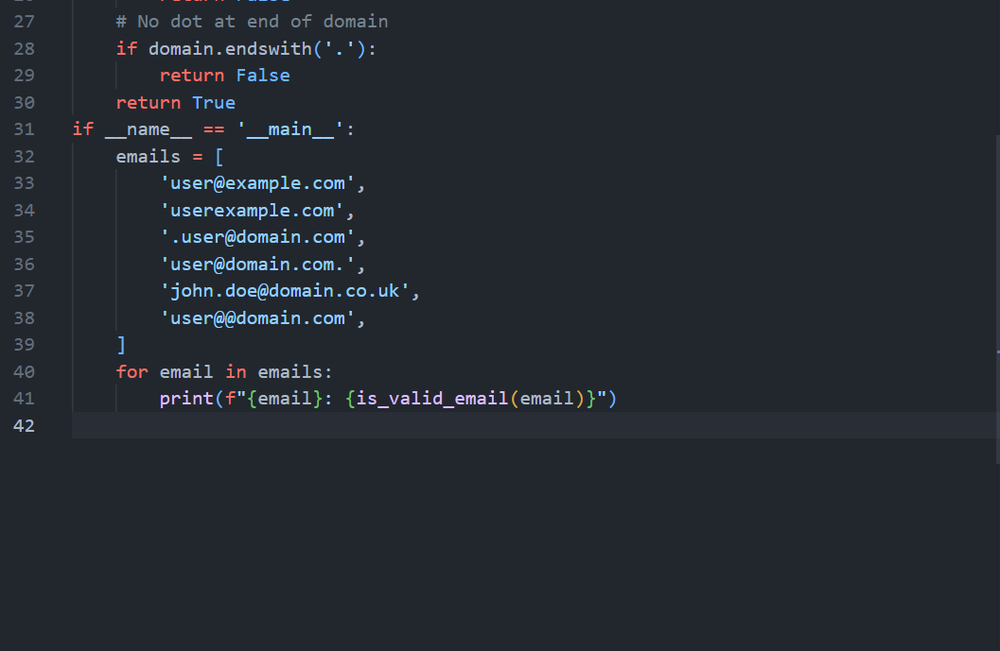 27 # No dot at end of domain
28 if domain.endswith('.'):
29 return False
30 return True
31 if __name__ == '__main__':
32 emails = [
33 'user@example.com',
34 'userexample.com',
35 '.user@domain.com',
36 'user@domain.com.',
37 'john.doe@domain.co.uk',
38 'user@@domain.com',
39 ]
40 for email in emails:
41 print(f"{email}: {is_valid_email(email)}")
42